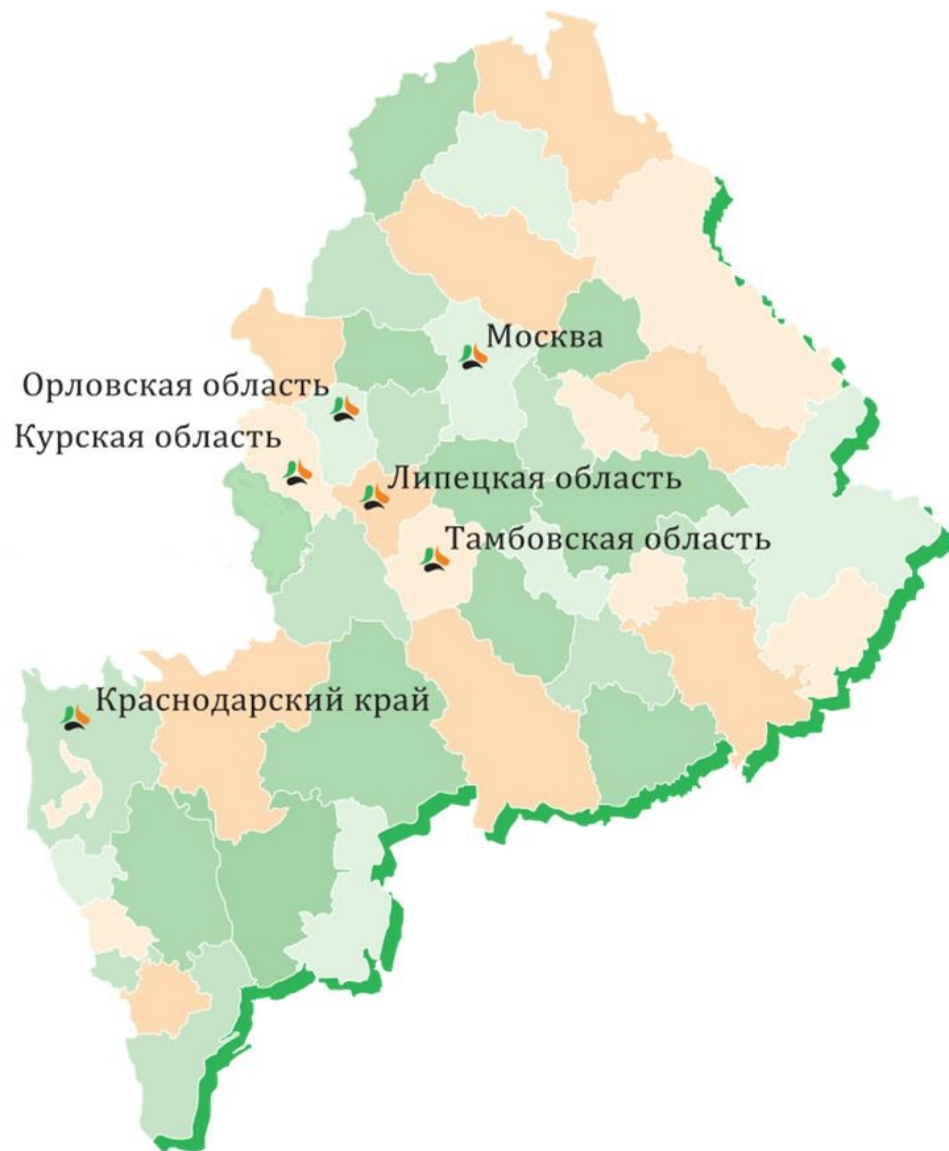 Москва
Орловская область
Курская область
Липецкая область
Тамбовская область
Краснодарский край